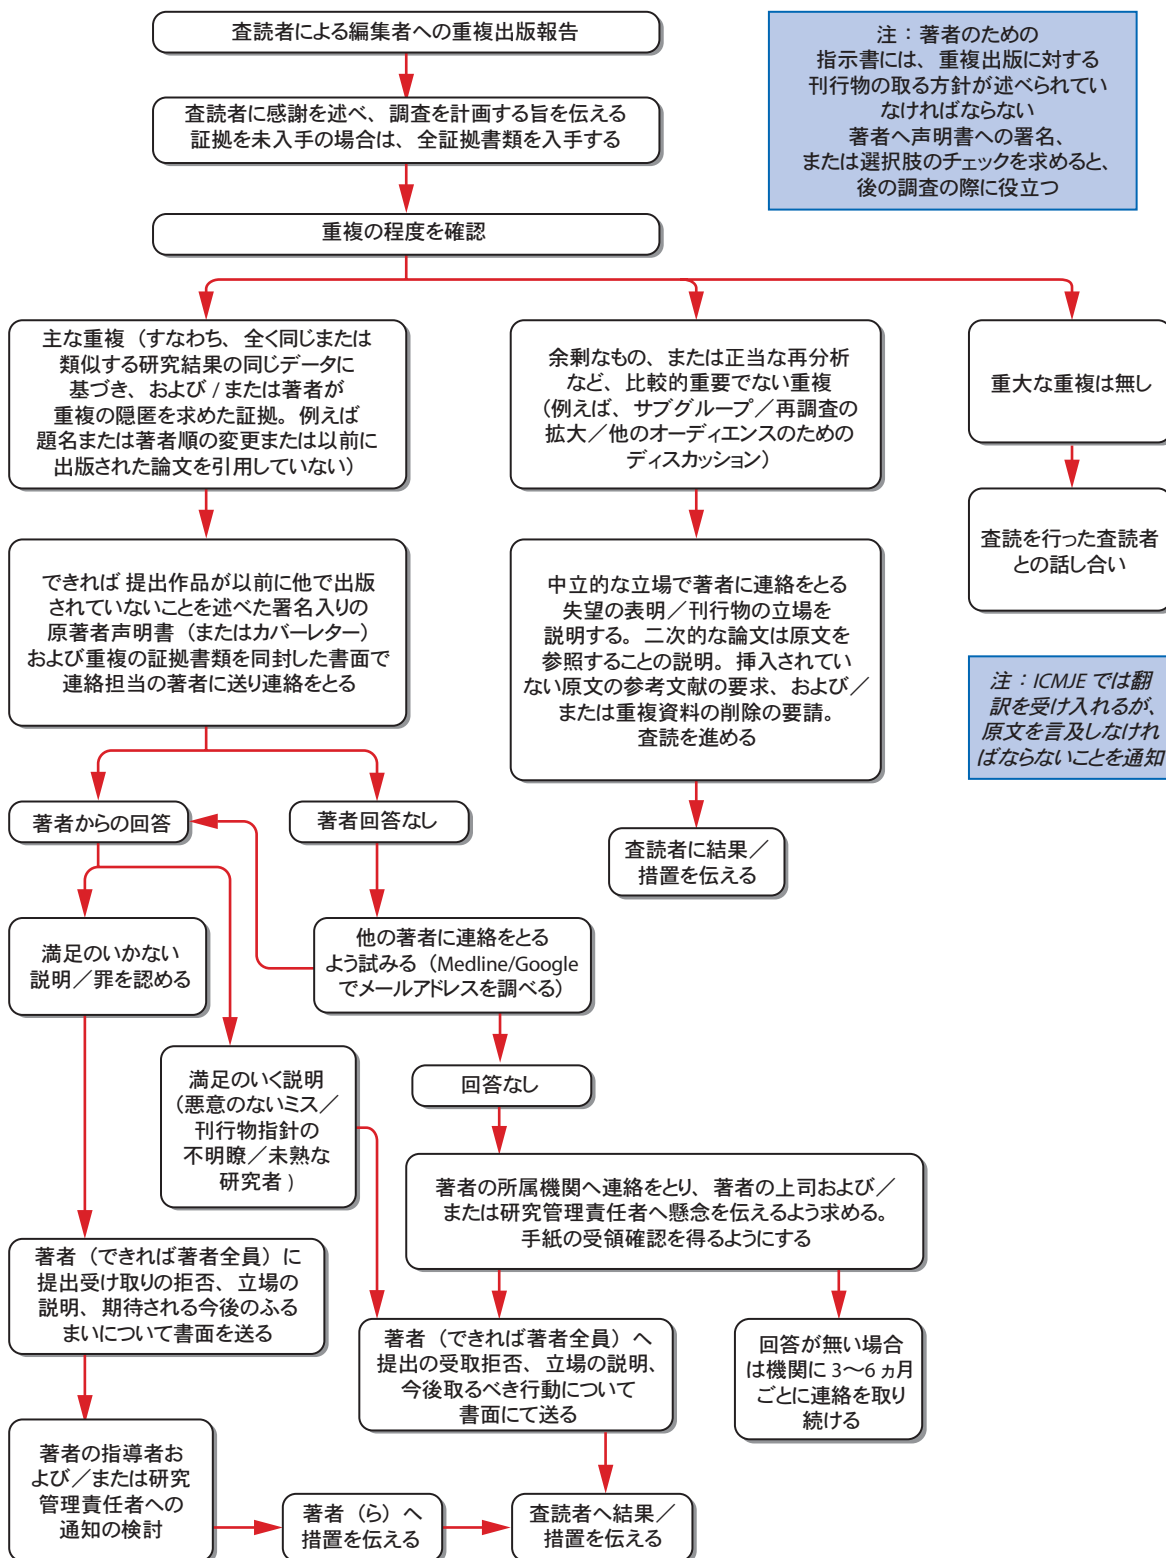 査読者による編集者への重複出版報告
注：著者のための
指示書には、重複出版に対する
刊行物の取る方針が述べられてい
なければならない
著者へ声明書への署名、
または選択肢のチェックを求めると、
後の調査の際に役立つ
査読者に感謝を述べ、調査を計画する旨を伝える
証拠を未入手の場合は、全証拠書類を入手する
重複の程度を確認
主な重複（すなわち、全く同じまたは
類似する研究結果の同じデータに
基づき、および / または著者が
重複の隠匿を求めた証拠。例えば
題名または著者順の変更または以前に
出版された論文を引用していない）
余剰なもの、または正当な再分析
など、比較的重要でない重複
（例えば、サブグループ／再調査の
拡大／他のオーディエンスのための
ディスカッション）
重大な重複は無し
できれば 提出作品が以前に他で出版
されていないことを述べた署名入りの
原著者声明書（またはカバーレター）
および重複の証拠書類を同封した書面で
連絡担当の著者に送り連絡をとる
中立的な立場で著者に連絡をとる
失望の表明／刊行物の立場を
説明する。二次的な論文は原文を
参照することの説明。挿入されてい
ない原文の参考文献の要求、および／
または重複資料の削除の要請。
査読を進める
査読を行った査読者
との話し合い
注：ICMJE では翻
訳を受け入れるが、
原文を言及しなけれ
ばならないことを通知
著者からの回答
著者回答なし
査読者に結果／
措置を伝える
満足のいかない
説明／罪を認める
他の著者に連絡をとる
よう試みる（Medline/Google
でメールアドレスを調べる）
満足のいく説明
（悪意のないミス／
刊行物指針の
不明瞭／未熟な
研究者 )
回答なし
著者の所属機関へ連絡をとり、著者の上司および／
または研究管理責任者へ懸念を伝えるよう求める。
手紙の受領確認を得るようにする
著者（できれば著者全員）に
提出受け取りの拒否、立場の
説明、期待される今後のふる
まいについて書面を送る
著者（できれば著者全員）へ
提出の受取拒否、立場の説明、
今後取るべき行動について
書面にて送る
回答が無い場合
は機関に 3〜6 ヵ月
ごとに連絡を取り
続ける
著者の指導者お
よび／または研究
管理責任者への
通知の検討
著者（ら）へ
措置を伝える
査読者へ結果／
措置を伝える